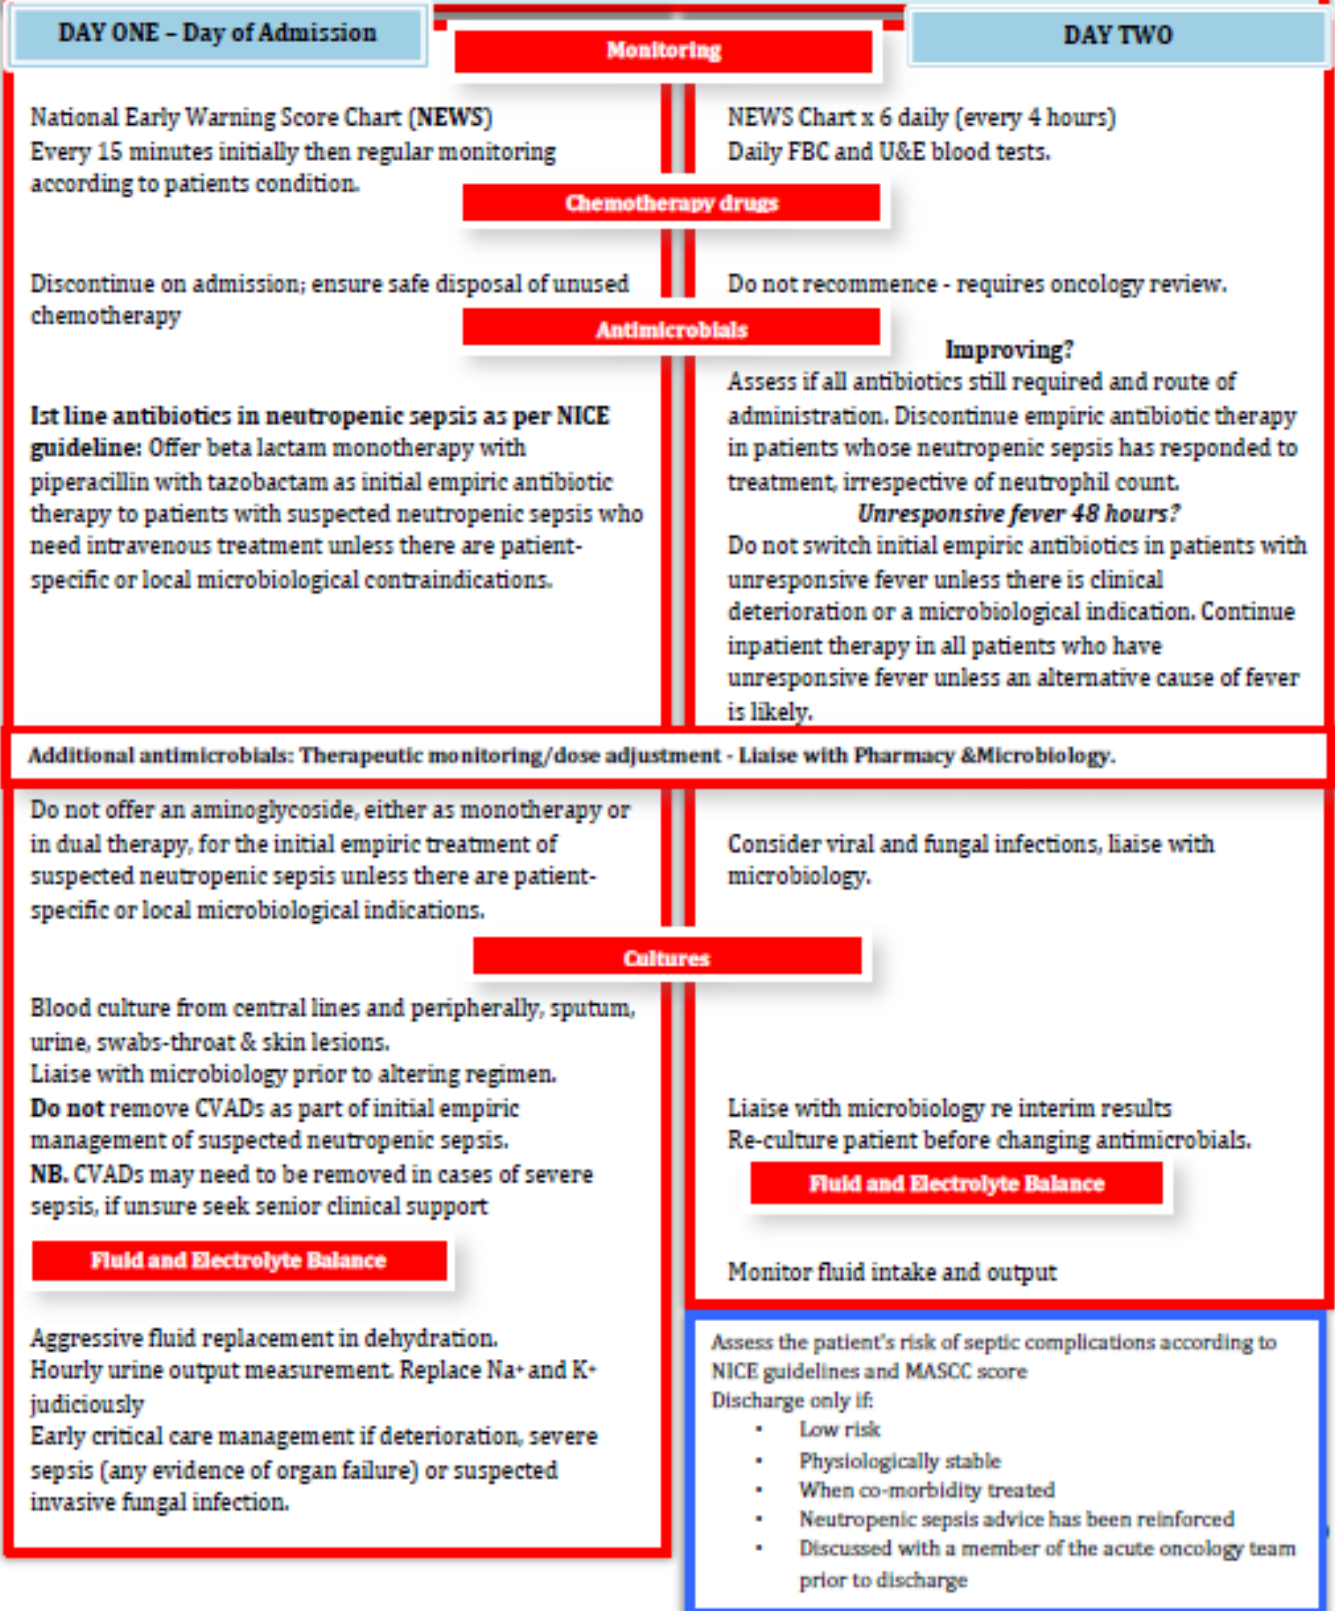 DAY ONE – Day of Admission
Monitoring
DAY TWO
National Early Warning Score Chart (NEWS)
Every 15 minutes initially then regular monitoring
according to patients condition.
NEWS Chart x 6 daily (every 4 hours)
Daily FBC and U&E blood tests.
Chemotherapy drugs
Discontinue on admission; ensure safe disposal of unused
chemotherapy
Do not recommence - requires oncology review.
Antimicrobials
Ist line antibiotics in neutropenic sepsis as per NICE
guideline: Offer beta lactam monotherapy with
piperacillin with tazobactam as initial empiric antibiotic
therapy to patients with suspected neutropenic sepsis who
need intravenous treatment unless there are patient-
specific or local microbiological contraindications.
Improving?
Assess if all antibiotics still required and route of
administration. Discontinue empiric antibiotic therapy
in patients whose neutropenic sepsis has responded to
treatment, irrespective of neutrophil count.
Unresponsive fever 48 hours?
Do not switch initial empiric antibiotics in patients with
unresponsive fever unless there is clinical
deterioration or a microbiological indication. Continue
inpatient therapy in all patients who have
unresponsive fever unless an alternative cause of fever
is likely.
Additional antimicrobials: Therapeutic monitoring/dose adjustment - Liaise with Pharmacy &Microbiology.
Do not offer an aminoglycoside, either as monotherapy or
in dual therapy, for the initial empiric treatment of
suspected neutropenic sepsis unless there are patient-
specific or local microbiological indications.
Consider viral and fungal infections, liaise with
microbiology.
Cultures
Blood culture from central lines and peripherally, sputum,
urine, swabs-throat & skin lesions.
Liaise with microbiology prior to altering regimen.
Do not remove CVADs as part of initial empiric
management of suspected neutropenic sepsis.
NB. CVADs may need to be removed in cases of severe
sepsis, if unsure seek senior clinical support
Liaise with microbiology re interim results
Re-culture patient before changing antimicrobials.
Fluid and Electrolyte Balance
Aggressive fluid replacement in dehydration.
Hourly urine output measurement. Replace Na+ and K+
judiciously
Early critical care management if deterioration, severe
sepsis (any evidence of organ failure) or suspected
invasive fungal infection.
Fluid and Electrolyte Balance
Monitor fluid intake and output
Assess the patient's risk of septic complications according to
NICE guidelines and MASCC score
Discharge only if:
• Low risk
• Physiologically stable
• When co-morbidity treated
• Neutropenic sepsis advice has been reinforced
• Discussed with a member of the acute oncology team
prior to discharge